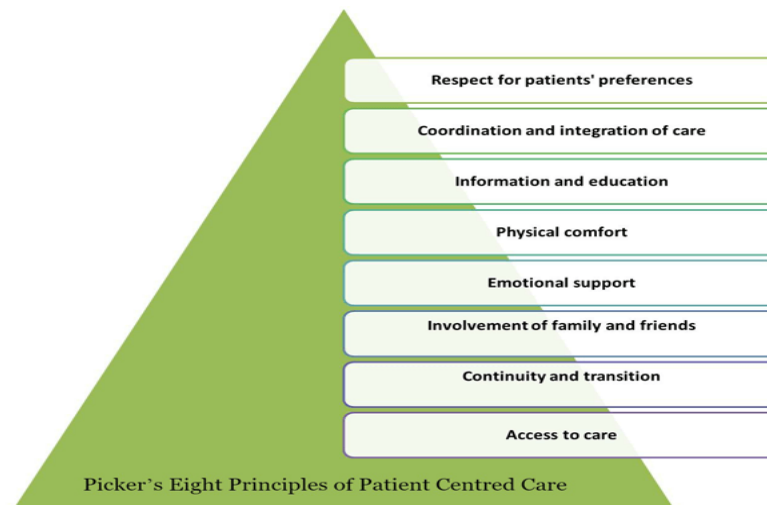 Respect for patients' preferences
Coordination and integration of care
Information and education
Physical comfort
Emotional support
Involvement of family and friends
Continuity and transition
Access to care
Picker's Eight Principles of Patient Centred Care